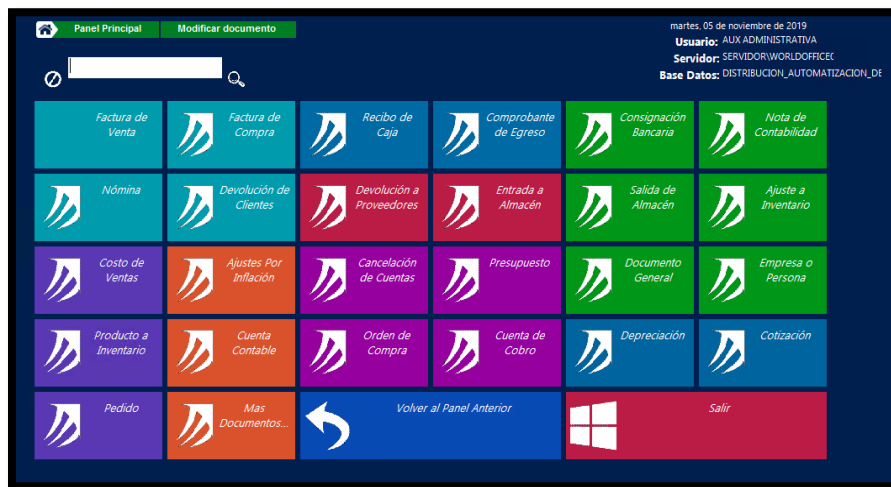 Panel Principal Modificar documento
martes, 05 de noviembre de 2019
Usuario: AUX ADMINISTRATIVA
Servidor: SERVIDOR\WORLDOFFICE(
Base Datos: DISTRIBUCION_AUTOMATIZACION_DE
Factura de
Venta
Factura de
Compra
Recibo de
Caja
Comprobante
de Egreso
Consignación
Bancaria
Nota de
Contabilidad
Nómina
Devolución de
Clientes
Devolución a
Proveedores
Entrada a
Almacén
Salida de
Almacén
Ajuste a
Inventario
Costo de
Ventas
Ajustes Por
Inflación
Cancelación
de Cuentas
Presupuesto
Documento
General
Empresa o
Persona
Producto a
Inventario
Cuenta
Contable
Orden de
Compra
Cuenta de
Cobro
Depreciación
Cotización
Pedido
Mas
Documentos...
Volver al Panel Anterior
Salir